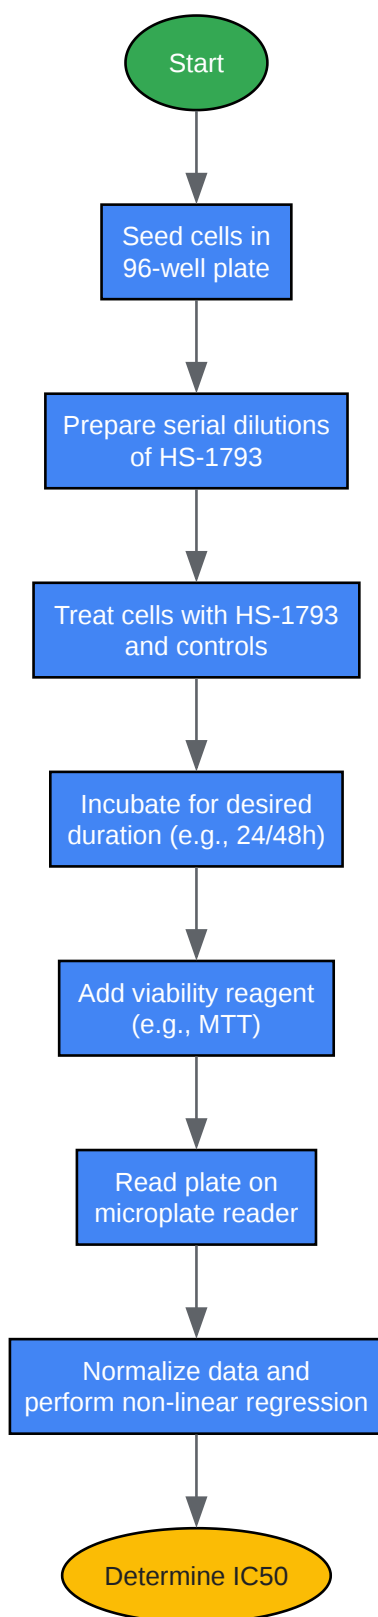 Start
Seed cells in
96-well plate
Prepare serial dilutions
of HS-1793
Treat cells with HS-1793
and controls
Incubate for desired
duration (e.g., 24/48h)
Add viability reagent
(e.g., MTT)
Read plate on
microplate reader
Normalize data and
perform non-linear regression
Determine IC50